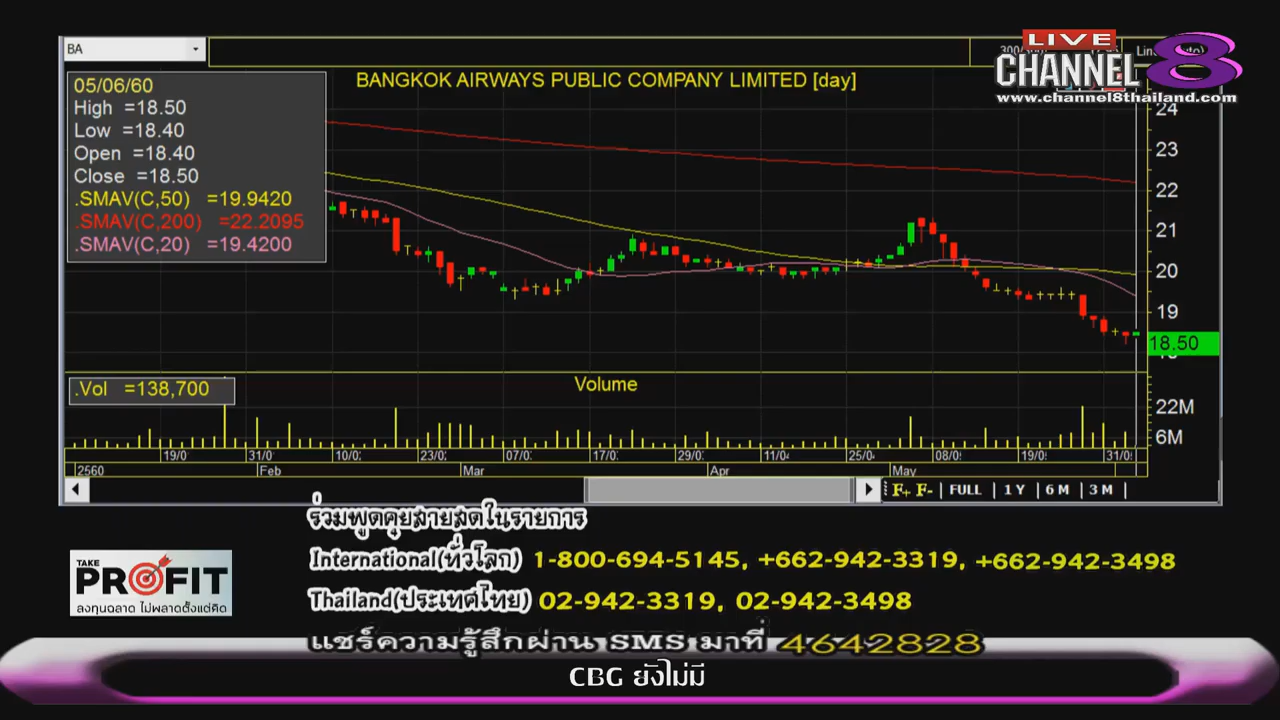 BA
LIVE
CHANNEL 8
www.channel8thailand.com
BANGKOK AIRWAYS PUBLIC COMPANY LIMITED [day]
05/06/60
High =18.50
Low =18.40
Open =18.40
Close =18.50
.SMAV(C,50) =19.9420
.SMAV(C,200) =22.2095
.SMAV(C,20) =19.4200
24
23
22
21
20
19
18.50
.Vol =138,700
Volume
22M
6M
19/0 31/0 10/0 23/0 07/0 17/0 29/0 11/0 25/0 08/0 19/0 31/0
2560 Feb Mar Apr May
F+ F- FULL 1 Y 6 M 3 M
ร่วมพูดคุยสายสดในรายการ
International(ทั่วโลก) 1-800-694-5145, +662-942-3319, +662-942-3498
Thailand(ประเทศไทย) 02-942-3319, 02-942-3498
แชร์ความรู้สึกผ่าน SMS มาที่ 4642828
TAKE
PROFIT
ลงทุนฉลาด ไม่พลาดตั้งแต่คิด
CBG ยังไม่มี